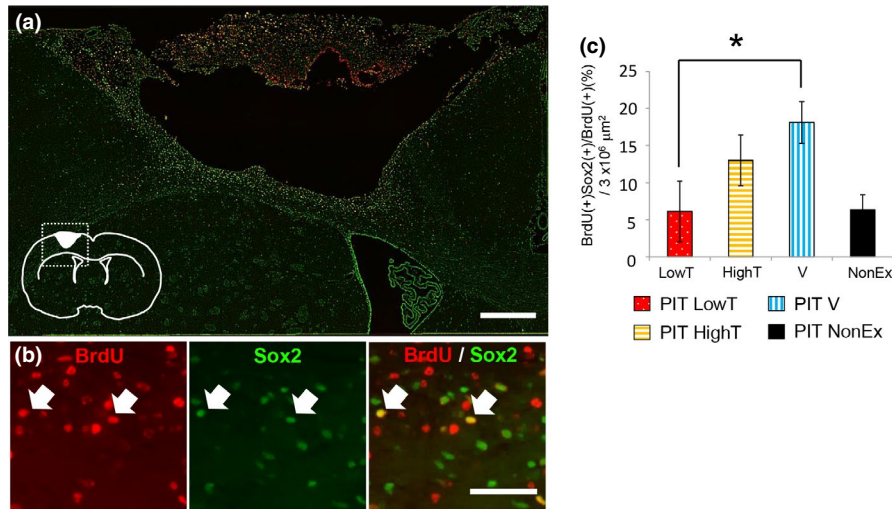 (a)
(b)
BrdU
Sox2
BrdU / Sox2
(c)
*
BrdU(+)Sox2(+)/BrdU(+)(%)
/ 3 x10⁶ µm²
25
20
15
10
5
0
LowT HighT V NonEx
PIT LowT PIT V
PIT HighT PIT NonEx